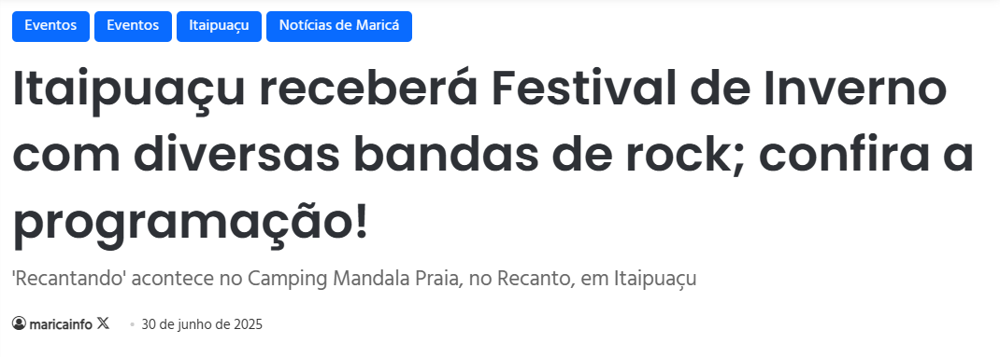 Eventos Eventos Itaipuaçu Notícias de Maricá
Itaipuaçu receberá Festival de Inverno
com diversas bandas de rock; confira a
programação!
'Recantando' acontece no Camping Mandala Praia, no Recanto, em Itaipuaçu
maricainfo X • 30 de junho de 2025